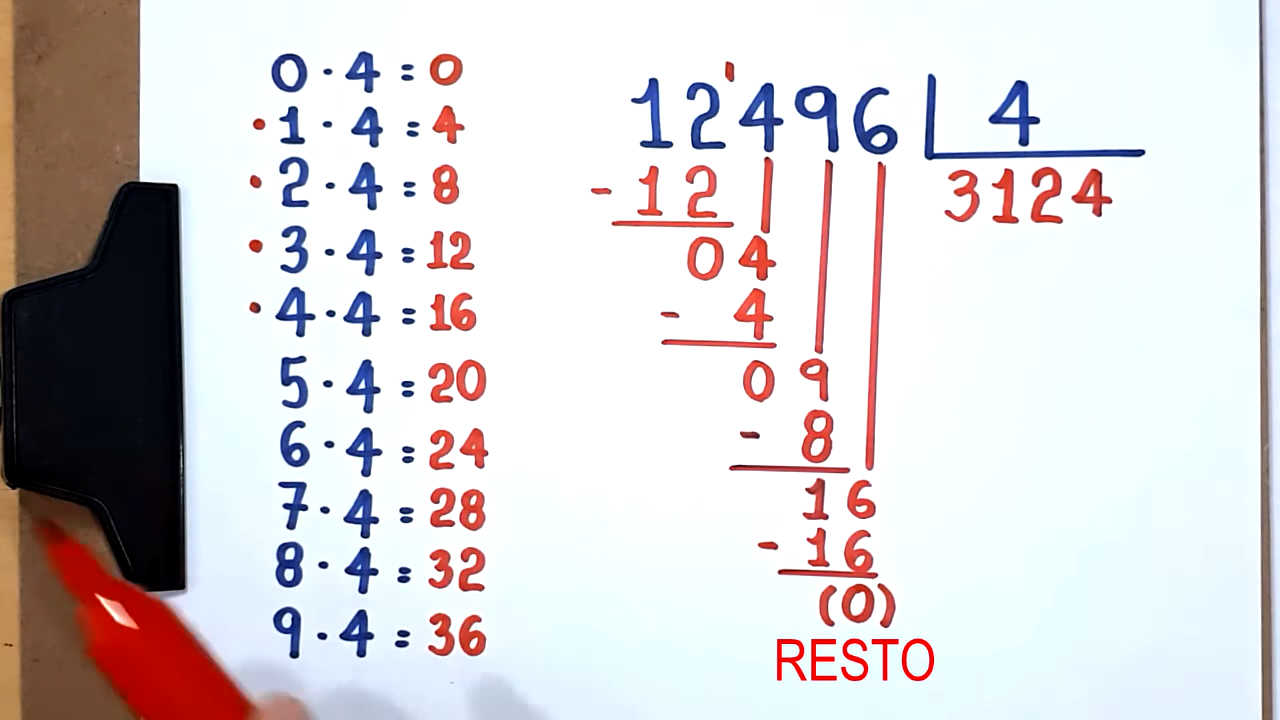 0 · 4 = 0
· 1 · 4 = 4
· 2 · 4 = 8
· 3 · 4 = 12
· 4 · 4 = 16
5 · 4 = 20
6 · 4 = 24
7 · 4 = 28
8 · 4 = 32
9 · 4 = 36
12'496 | 4
- 12
3124
04
- 4
09
- 8
16
- 16
(0)
RESTO